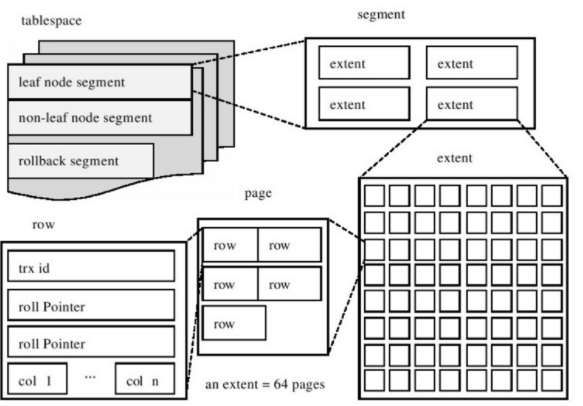 tablespace
leaf node segment
non-leaf node segment
rollback segment
segment
extent extent
extent extent
extent
page
row row
row row
row
an extent = 64 pages
row
trx id
roll Pointer
roll Pointer
col 1 ... col n